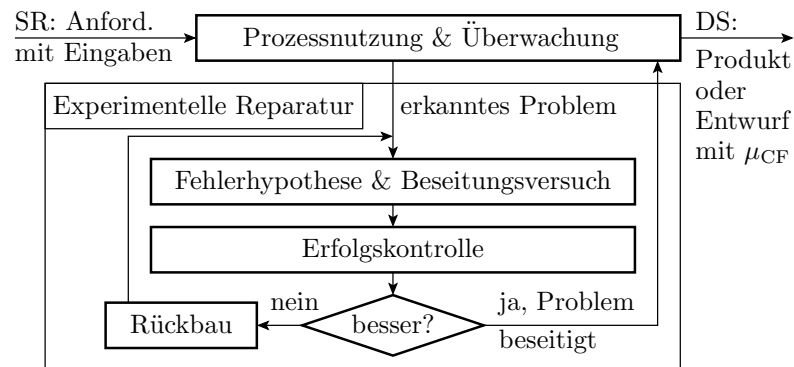 SR: Anford.
mit Eingaben
Prozessnutzung & Überwachung
DS:
Produkt
oder
Entwurf
mit μCF
Experimentelle Reparatur
erkanntes Problem
Fehlerhypothese & Beseitungsversuch
Erfolgskontrolle
nein
ja, Problem
beseitigt
Rückbau
besser?